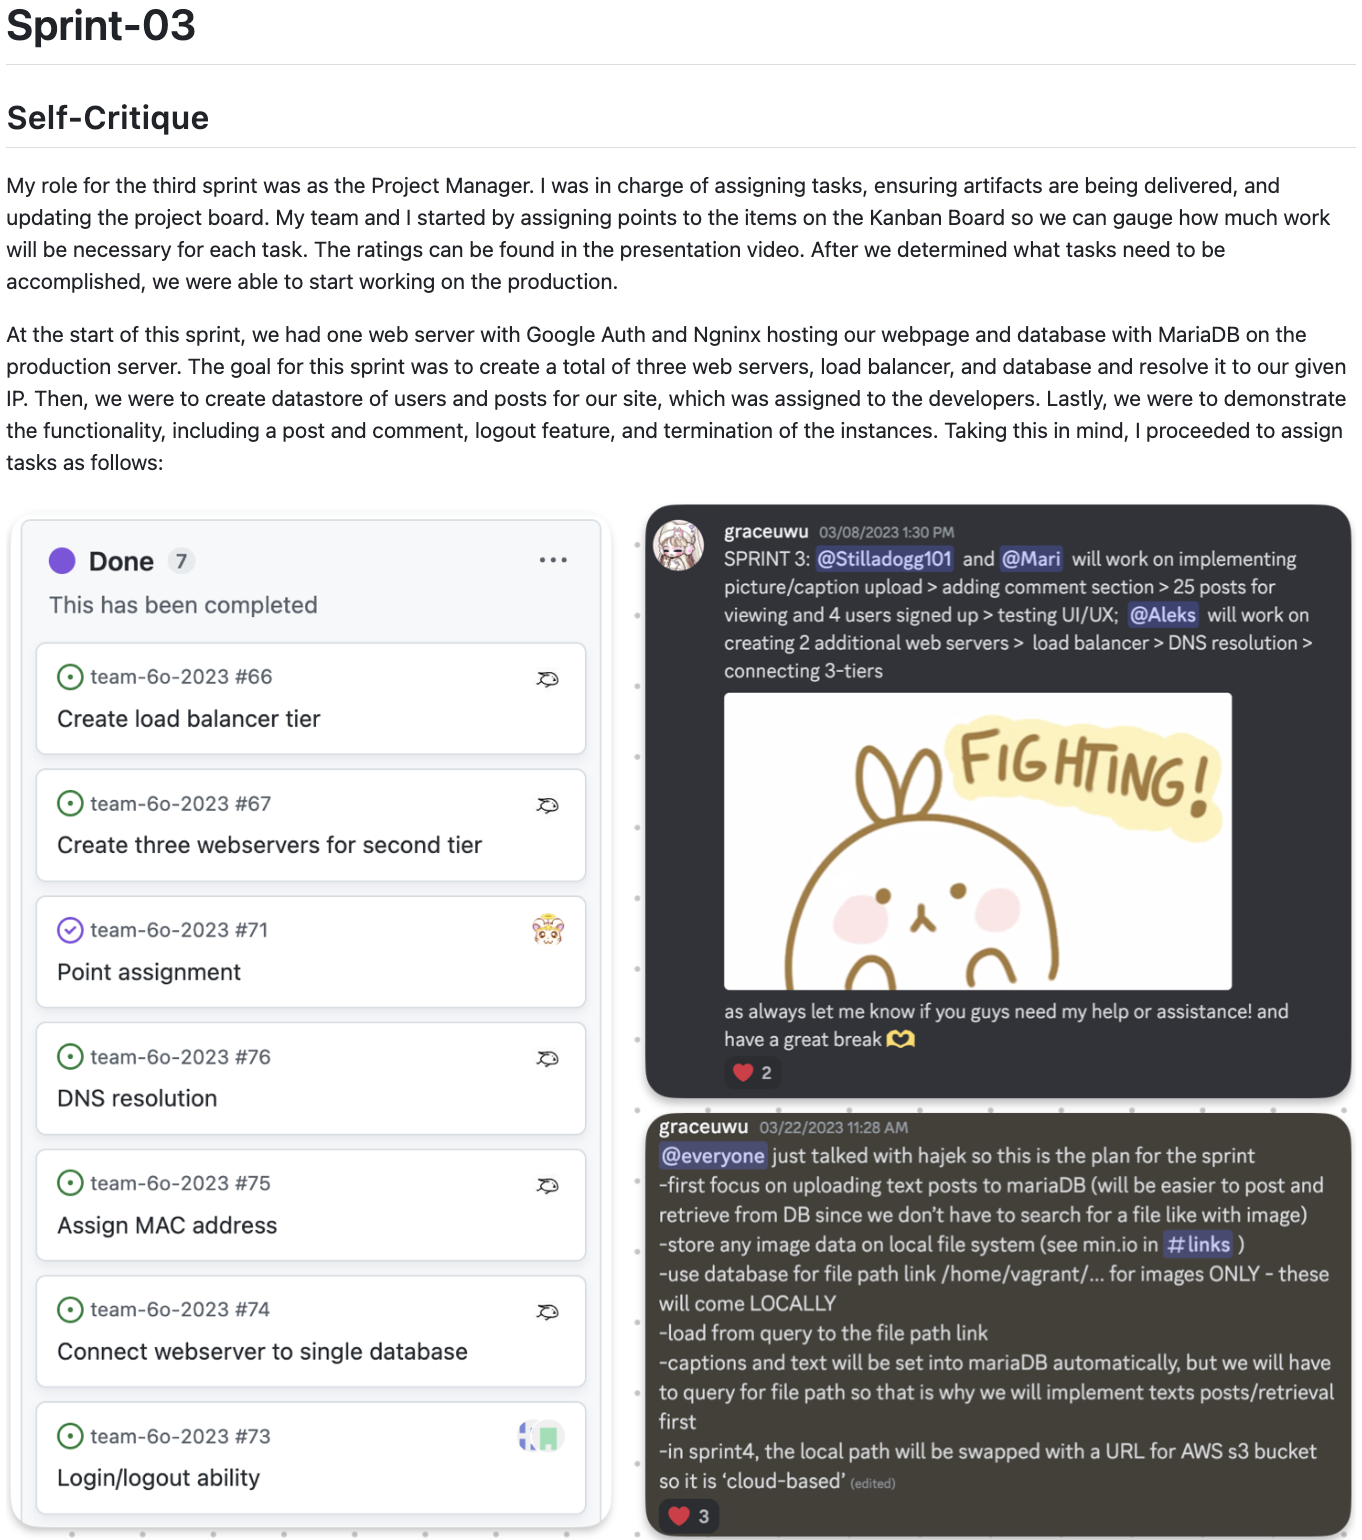 Sprint-03
Self-Critique
My role for the third sprint was as the Project Manager. I was in charge of assigning tasks, ensuring artifacts are being delivered, and
updating the project board. My team and I started by assigning points to the items on the Kanban Board so we can gauge how much work
will be necessary for each task. The ratings can be found in the presentation video. After we determined what tasks need to be
accomplished, we were able to start working on the production.
At the start of this sprint, we had one web server with Google Auth and Ngninx hosting our webpage and database with MariaDB on the
production server. The goal for this sprint was to create a total of three web servers, load balancer, and database and resolve it to our given
IP. Then, we were to create datastore of users and posts for our site, which was assigned to the developers. Lastly, we were to demonstrate
the functionality, including a post and comment, logout feature, and termination of the instances. Taking this in mind, I proceeded to assign
tasks as follows:
Done 7
This has been completed
team-6o-2023 #66
Create load balancer tier
team-6o-2023 #67
Create three webservers for second tier
team-6o-2023 #71
Point assignment
team-6o-2023 #76
DNS resolution
team-6o-2023 #75
Assign MAC address
team-6o-2023 #74
Connect webserver to single database
team-6o-2023 #73
Login/logout ability
graceuwu 03/08/2023 1:30 PM
SPRINT 3: @Stilladogg101 and @Mari will work on implementing
picture/caption upload > adding comment section > 25 posts for
viewing and 4 users signed up > testing UI/UX; @Aleks will work on
creating 2 additional web servers > load balancer > DNS resolution >
connecting 3-tiers
FIGHTING!
as always let me know if you guys need my help or assistance! and
have a great break 🫶
❤️ 2
graceuwu 03/22/2023 11:28 AM
@everyone just talked with hajek so this is the plan for the sprint
-first focus on uploading text posts to mariaDB (will be easier to post and
retrieve from DB since we don’t have to search for a file like with image)
-store any image data on local file system (see min.io in #links )
-use database for file path link /home/vagrant/... for images ONLY - these
will come LOCALLY
-load from query to the file path link
-captions and text will be set into mariaDB automatically, but we will have
to query for file path so that is why we will implement texts posts/retrieval
first
-in sprint4, the local path will be swapped with a URL for AWS s3 bucket
so it is ‘cloud-based’ (edited)
❤️ 3